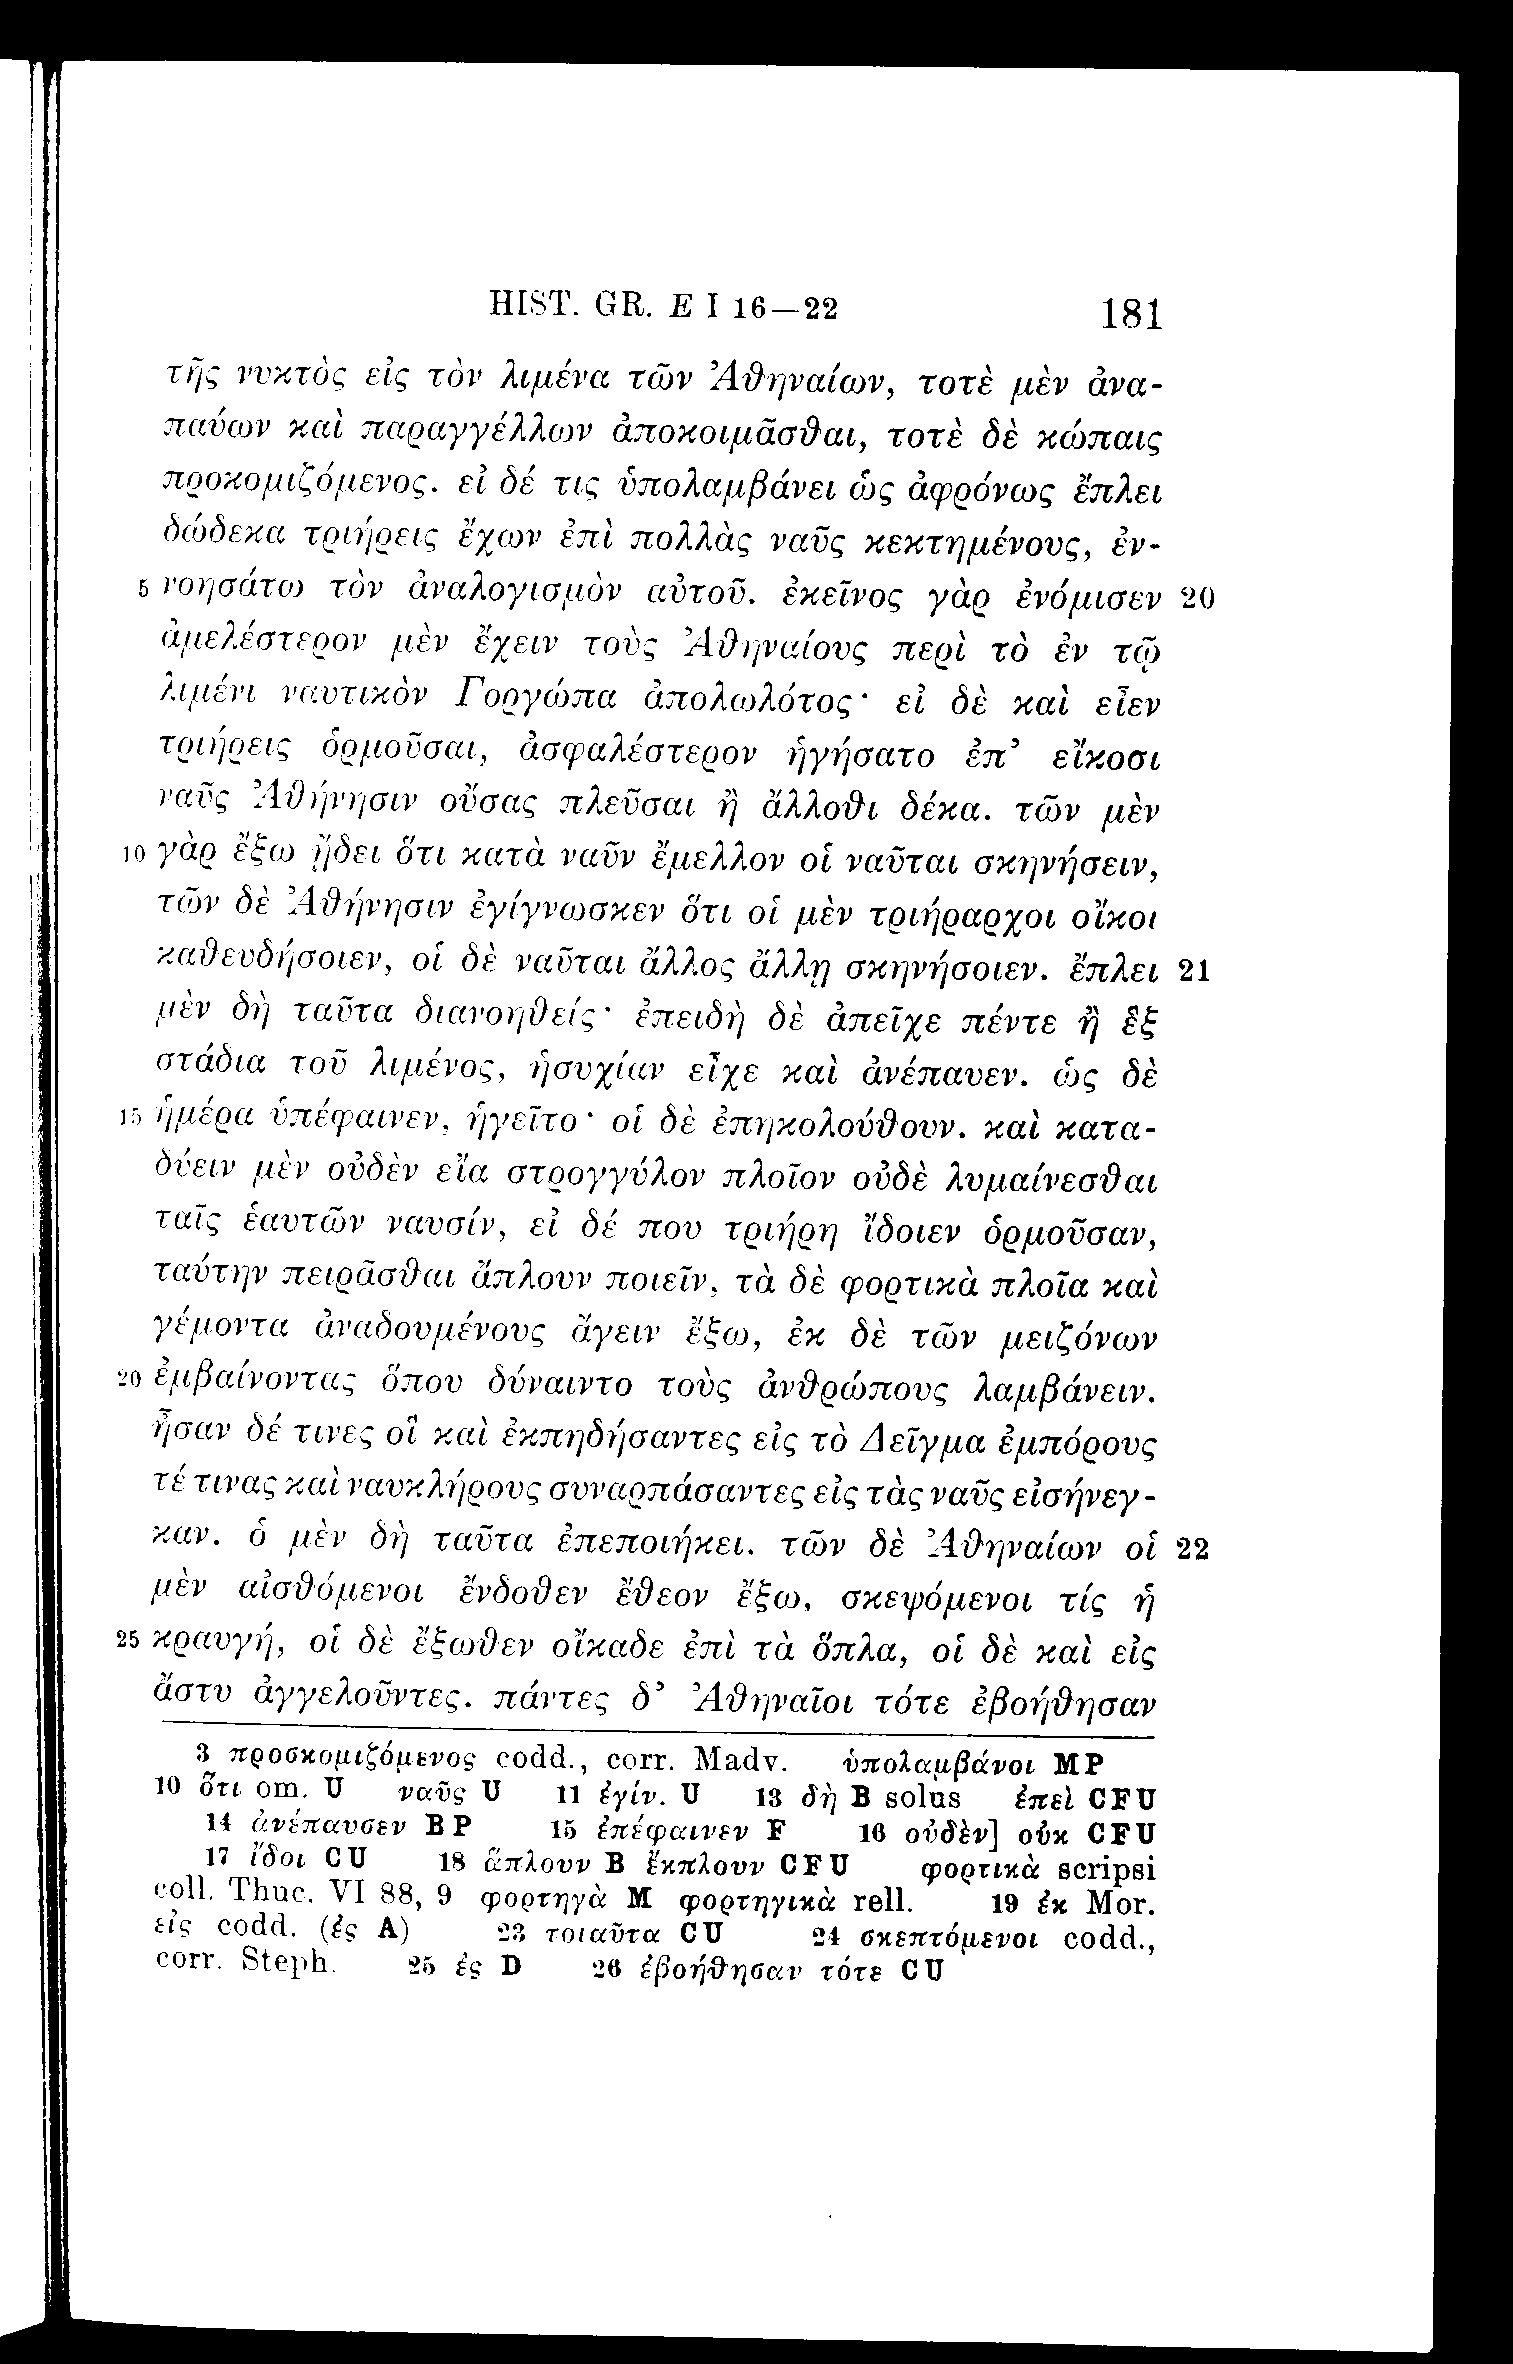 HIST. GR. E I 16—22 181
τῆς νυκτὸς εἰς τὸν λιμένα τῶν Ἀθηναίων, τοτὲ μὲν ἀνα-
παύων καὶ παραγγέλλων ἀποκοιμᾶσθαι, τοτὲ δὲ κώπαις
προκομιζόμενος. εἰ δέ τις ὑπολαμβάνει ὡς ἀφρόνως ἔπλει
δώδεκα τριήρεις ἔχων ἐπὶ πολλὰς ναῦς κεκτημένους, ἐν-
5 νοησάτω τὸν ἀναλογισμὸν αὐτοῦ. ἐκεῖνος γὰρ ἐνόμισεν 20
ἀμελέστερον μὲν ἔχειν τοὺς Ἀθηναίους περὶ τὸ ἐν τῷ
λιμένι ναυτικὸν Γοργώπα ἀπολωλότος· εἰ δὲ καὶ εἶεν
τριήρεις ὁρμοῦσαι, ἀσφαλέστερον ἡγήσατο ἐπ’ εἴκοσι
ναῦς Ἀθήνησιν οὔσας πλεῦσαι ἢ ἄλλοθι δέκα. τῶν μὲν
10 γὰρ ἔξω ᾔδει ὅτι κατὰ ναῦν ἔμελλον οἱ ναῦται σκηνήσειν,
τῶν δὲ Ἀθήνησιν ἐγίγνωσκεν ὅτι οἱ μὲν τριήραρχοι οἴκοι
καθευδήσοιεν, οἱ δὲ ναῦται ἄλλος ἄλλῃ σκηνήσοιεν. ἔπλει 21
μὲν δὴ ταῦτα διανοηθείς· ἐπειδὴ δὲ ἀπεῖχε πέντε ἢ ἓξ
στάδια τοῦ λιμένος, ἡσυχίαν εἶχε καὶ ἀνέπαυεν. ὡς δὲ
15 ἡμέρα ὑπέφαινεν, ἡγεῖτο· οἱ δὲ ἐπηκολούθουν. καὶ κατα-
δύειν μὲν οὐδὲν εἴα στρογγύλον πλοῖον οὐδὲ λυμαίνεσθαι
ταῖς ἑαυτῶν ναυσίν, εἰ δέ που τριήρη ἴδοιεν ὁρμοῦσαν,
ταύτην πειρᾶσθαι ἄπλουν ποιεῖν, τὰ δὲ φορτικὰ πλοῖα καὶ
γέμοντα ἀναδουμένους ἄγειν ἔξω, ἐκ δὲ τῶν μειζόνων
20 ἐμβαίνοντας ὅπου δύναιντο τοὺς ἀνθρώπους λαμβάνειν.
ἦσαν δέ τινες οἳ καὶ ἐκπηδήσαντες εἰς τὸ Δεῖγμα ἐμπόρους
τέ τινας καὶ ναυκλήρους συναρπάσαντες εἰς τὰς ναῦς εἰσήνεγ-
καν. ὁ μὲν δὴ ταῦτα ἐπεποιήκει. τῶν δὲ Ἀθηναίων οἱ 22
μὲν αἰσθόμενοι ἔνδοθεν ἔθεον ἔξω, σκεψόμενοι τίς ἡ
25 κραυγή, οἱ δὲ ἔξωθεν οἴκαδε ἐπὶ τὰ ὅπλα, οἱ δὲ καὶ εἰς
ἄστυ ἀγγελοῦντες. πάντες δ’ Ἀθηναῖοι τότε ἐβοήθησαν
3 προσκομιζόμενος codd., corr. Madv. ὑπολαμβάνοι MP
10 ὅτι om. U ναῦς U 11 ἐγίν. U 13 δὴ B solus ἐπεὶ CFU
14 ἀνέπαυσεν BP 15 ἐπέφαινεν F 16 οὐδὲν] οὐκ CFU
17 ἴδοι CU 18 ἄπλουν B ἔκπλουν CFU φορτικὰ scripsi
coll. Thuc. VI 88, 9 φορτηγὰ M φορτηγικὰ rell. 19 ἐκ Mor.
εἰς codd. (ἐς A) 23 τοιαῦτα CU 24 σκεπτόμενοι codd.,
corr. Steph. 25 ἐς D 26 ἐβοήθησαν τότε CU